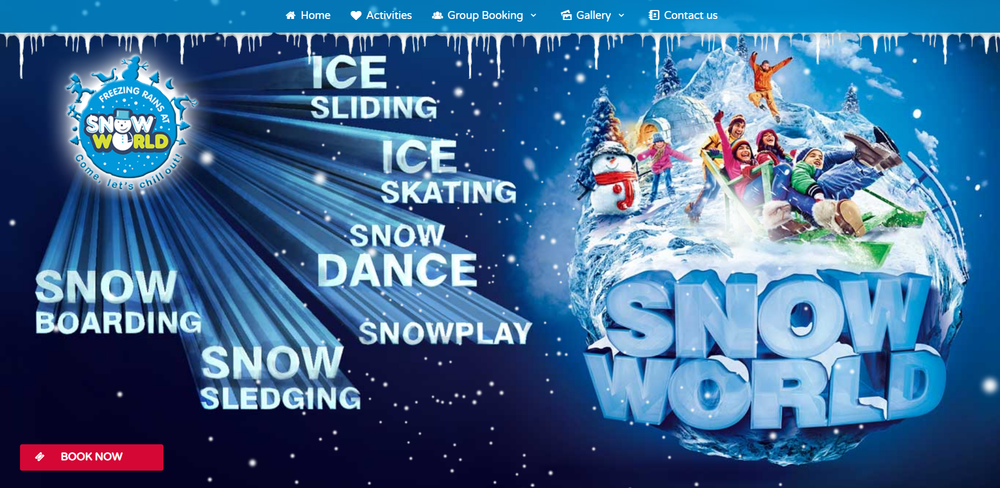 Home
Activities
Group Booking
Gallery
Contact us
FREEZING RAINS AT
SNOW
WORLD
Come, let's chill out!
ICE
SLIDING
ICE
SKATING
SNOW
DANCE
SNOWPLAY
SNOW
BOARDING
SNOW
SLEDGING
SNOW
WORLD
BOOK NOW